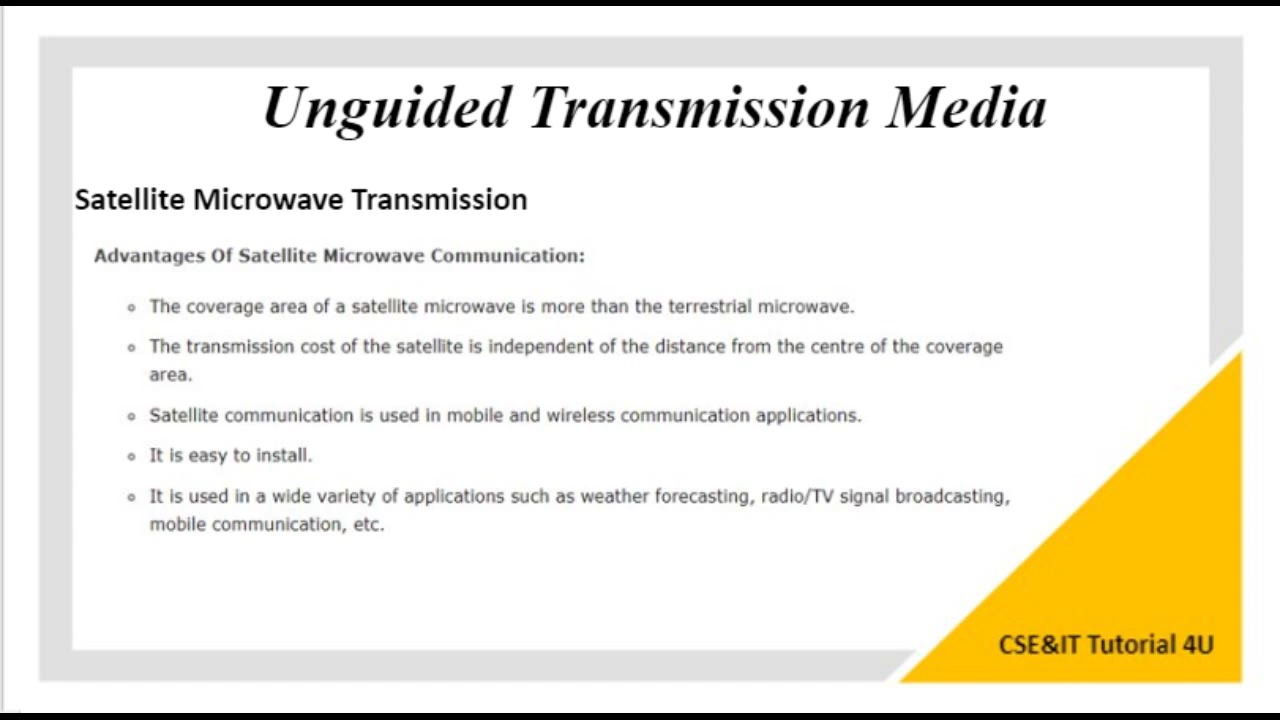 Unguided Transmission Media
Satellite Microwave Transmission
Advantages Of Satellite Microwave Communication:
The coverage area of a satellite microwave is more than the terrestrial microwave.
The transmission cost of the satellite is independent of the distance from the centre of the coverage
area.
Satellite communication is used in mobile and wireless communication applications.
It is easy to install.
It is used in a wide variety of applications such as weather forecasting, radio/TV signal broadcasting,
mobile communication, etc.
CSE&IT Tutorial 4U